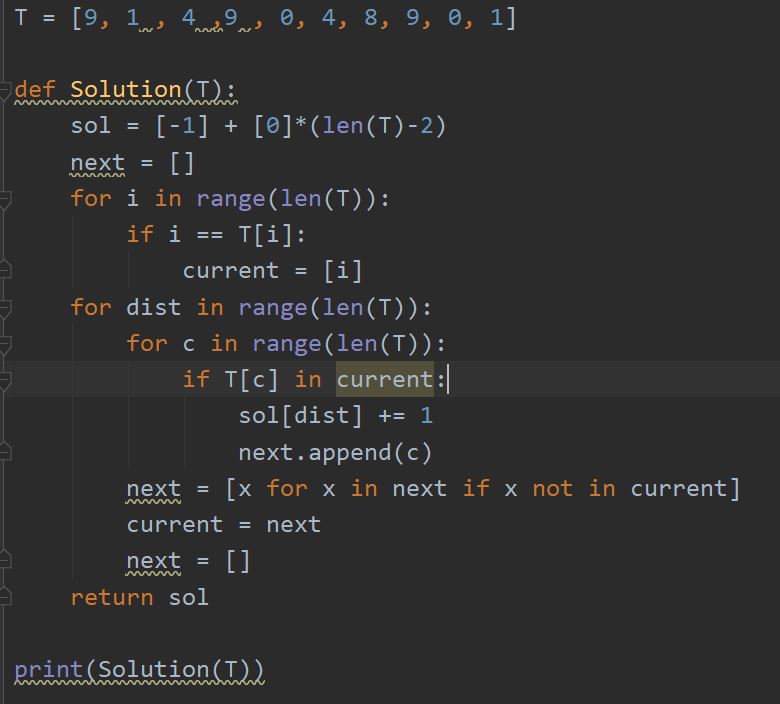 T = [9, 1 , 4 ,9 , 0, 4, 8, 9, 0, 1]
def Solution(T):
    sol = [-1] + [0]*(len(T)-2)
    next = []
    for i in range(len(T)):
        if i == T[i]:
            current = [i]
    for dist in range(len(T)):
        for c in range(len(T)):
            if T[c] in current:
                sol[dist] += 1
                next.append(c)
        next = [x for x in next if x not in current]
        current = next
        next = []
    return sol
print(Solution(T))